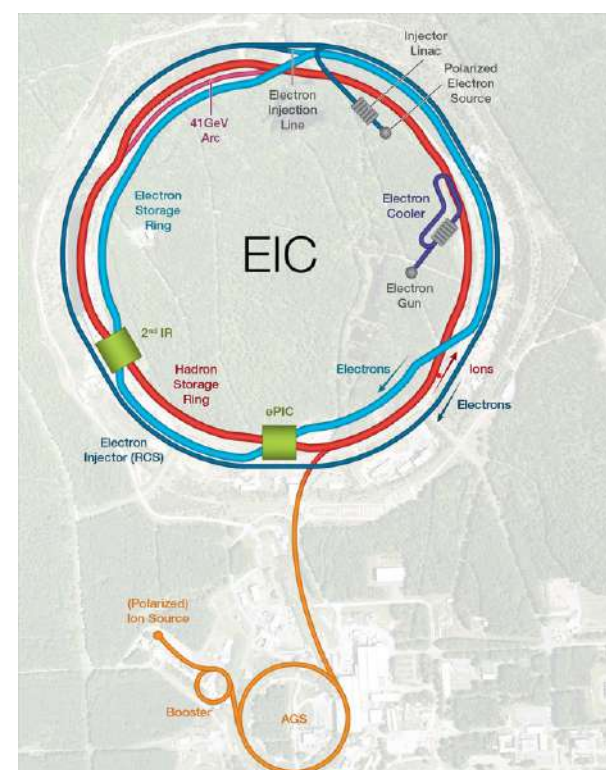 Injector
Linac
Polarized
Electron
Source
Electron
Injection
Line
41GeV
Arc
Electron
Storage
Ring
Electron
Cooler
EIC
Electron
Gun
2nd IR
Hadron
Storage
Ring
Electrons
Ions
ePIC
Electrons
Electron
Injector (RCS)
(Polarized)
Ion Source
Booster
AGS